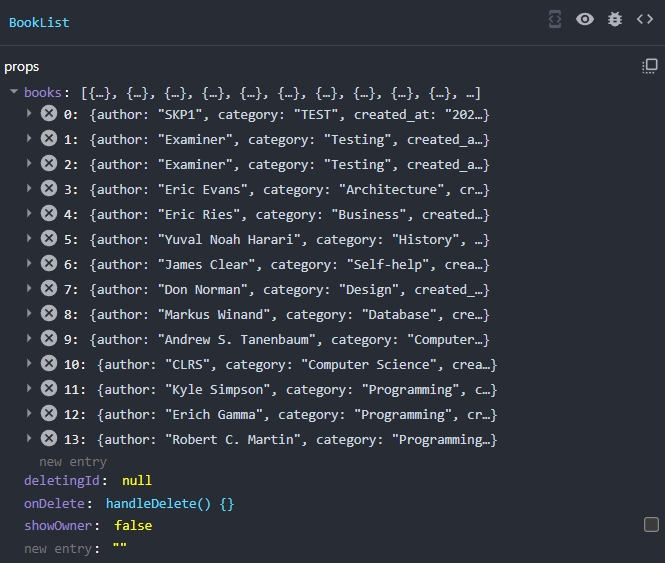 BookList
props
books: [{…}, {…}, {…}, {…}, {…}, {…}, {…}, {…}, {…}, {…}, …]
0: {author: "SKP1", category: "TEST", created_at: "202…}
1: {author: "Examiner", category: "Testing", created_a…}
2: {author: "Examiner", category: "Testing", created_a…}
3: {author: "Eric Evans", category: "Architecture", cr…}
4: {author: "Eric Ries", category: "Business", created…}
5: {author: "Yuval Noah Harari", category: "History", …}
6: {author: "James Clear", category: "Self-help", crea…}
7: {author: "Don Norman", category: "Design", created_…}
8: {author: "Markus Winand", category: "Database", cre…}
9: {author: "Andrew S. Tanenbaum", category: "Computer…}
10: {author: "CLRS", category: "Computer Science", crea…}
11: {author: "Kyle Simpson", category: "Programming", c…}
12: {author: "Erich Gamma", category: "Programming", cr…}
13: {author: "Robert C. Martin", category: "Programming…}
new entry
deletingId: null
onDelete: handleDelete() {}
showOwner: false
new entry: ""